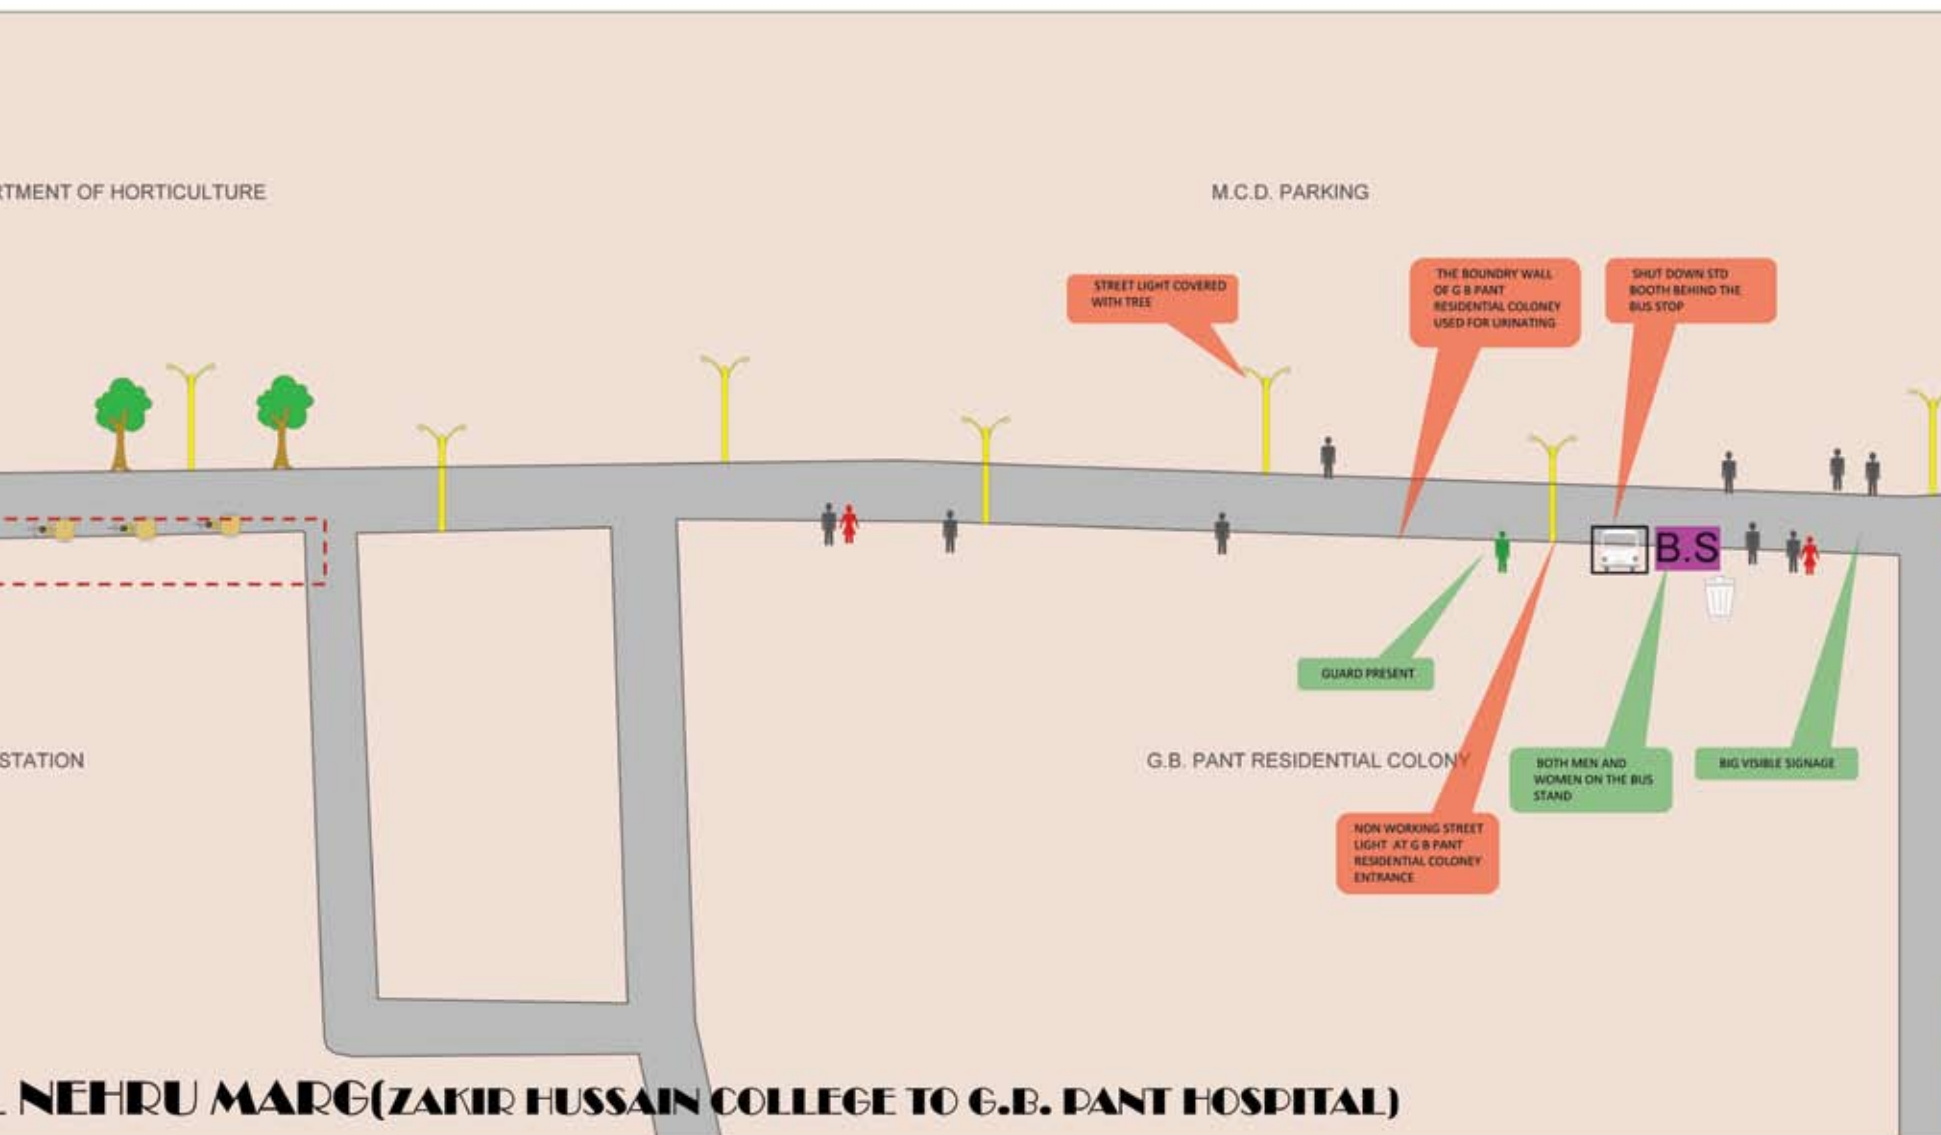 RTMENT OF HORTICULTURE
M.C.D. PARKING
STREET LIGHT COVERED
WITH TREE
THE BOUNDRY WALL
OF G B PANT
RESIDENTIAL COLONEY
USED FOR URINATING
SHUT DOWN STD
BOOTH BEHIND THE
BUS STOP
B.S
GUARD PRESENT
STATION
G.B. PANT RESIDENTIAL COLONY
BOTH MEN AND
WOMEN ON THE BUS
STAND
BIG VISIBLE SIGNAGE
NON WORKING STREET
LIGHT AT G B PANT
RESIDENTIAL COLONEY
ENTRANCE
NEHRU MARG(ZAKIR HUSSAIN COLLEGE TO G.B. PANT HOSPITAL)